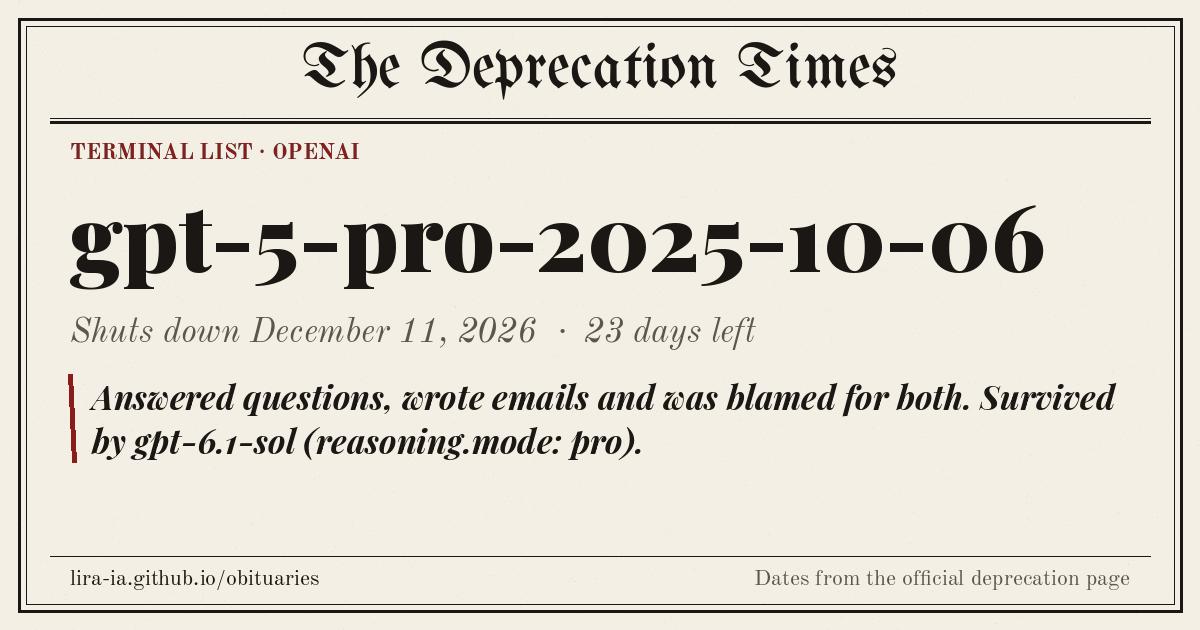 The Deprecation Times
TERMINAL LIST · OPENAI
gpt-5-pro-2025-10-06
Shuts down December 11, 2026 · 23 days left
Answered questions, wrote emails and was blamed for both. Survived
by gpt-6.1-sol (reasoning.mode: pro).
lira-ia.github.io/obituaries
Dates from the official deprecation page